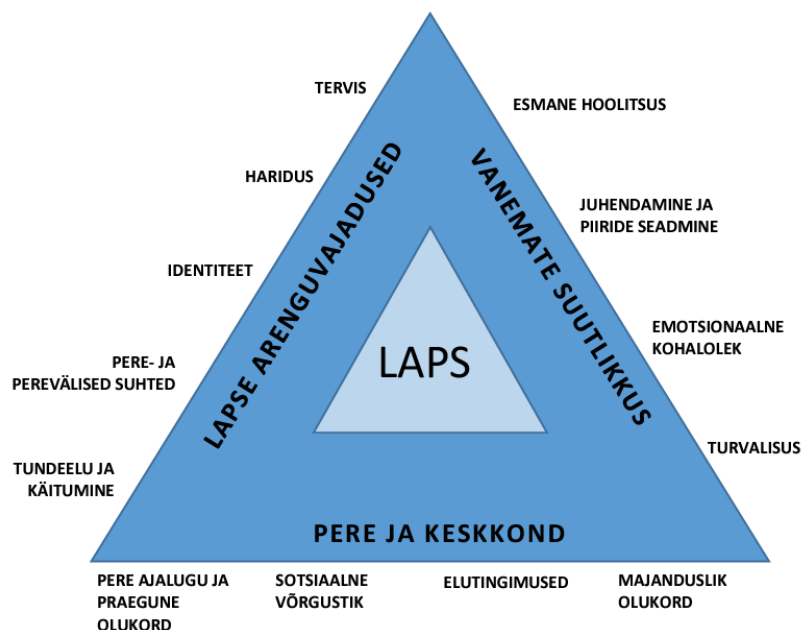 TERVIS
HARIDUS
IDENTITEET
PERE- JA
PEREVÄLISED SUHTED
TUNDEELU JA
KÄITUMINE
LAPSE ARENGUVAJADUSED
LAPS
VANEMATE SUUTLIKKUS
ESMANE HOOLITSUS
JUHENDAMINE JA
PIIRIDE SEADMINE
EMOTSIONAALNE
KOHALOLEK
TURVALISUS
PERE JA KESKKOND
PERE AJALUGU JA
PRAEGUNE
OLUKORD
SOTSIAALNE
VÕRGUSTIK
ELUTINGIMUSED
MAJANDUSLIK
OLUKORD